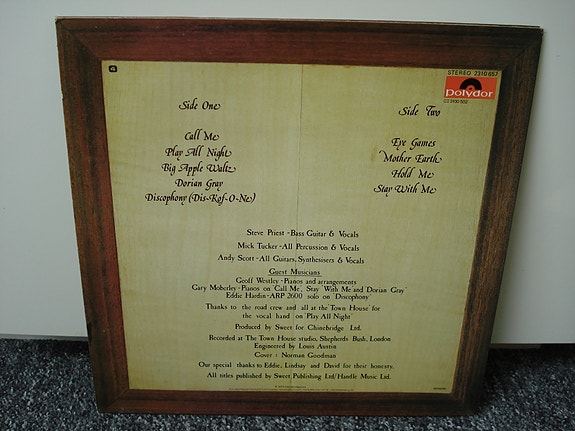 STEREO 2310 657
polydor
Side One
Call Me
Play All Night
Big Apple Waltz
Dorian Gray
Discophony (Dis-Kof-O-Ne)
Side Two
Eye Games
Mother Earth
Hold Me
Stay With Me
Steve Priest - Bass Guitar & Vocals
Mick Tucker - All Percussion & Vocals
Andy Scott - All Guitars, Synthesisers & Vocals
Guest Musicians
Geoff Westley - Pianos and arrangements
Gary Moberley - Pianos on 'Call Me', 'Stay With Me and Dorian Gray'
Eddie Hardin - ARP 2600 solo on 'Discophony'
Thanks to the road crew and all at the Town House for
the vocal hand on 'Play All Night'
Produced by Sweet for Chinebridge Ltd.
Recorded at The Town House studio, Shepherds Bush, London
Engineered by Louis Austin
Cover : Norman Goodman
Our special thanks to Eddie, Lindsay and David for their honesty.
All titles published by Sweet Publishing Ltd/Handle Music Ltd.